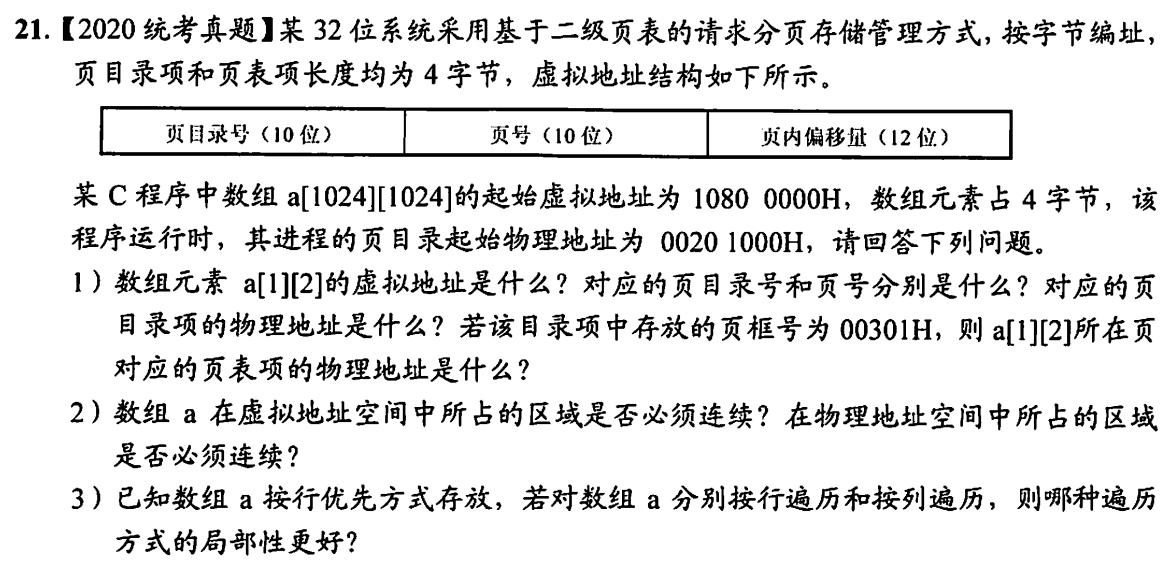 21.【2020 统考真题】某 32 位系统采用基于二级页表的请求分页存储管理方式，按字节编址，
页目录项和页表项长度均为 4 字节，虚拟地址结构如下所示。
页目录号（10 位） 页号（10 位） 页内偏移量（12 位）
某 C 程序中数组 a[1024][1024]的起始虚拟地址为 1080 0000H，数组元素占 4 字节，该
程序运行时，其进程的页目录起始物理地址为 0020 1000H，请回答下列问题。
1）数组元素 a[1][2]的虚拟地址是什么？对应的页目录号和页号分别是什么？对应的页
目录项的物理地址是什么？若该目录项中存放的页框号为 00301H，则 a[1][2]所在页
对应的页表项的物理地址是什么？
2）数组 a 在虚拟地址空间中所占的区域是否必须连续？在物理地址空间中所占的区域
是否必须连续？
3）已知数组 a 按行优先方式存放，若对数组 a 分别按行遍历和按列遍历，则哪种遍历
方式的局部性更好？